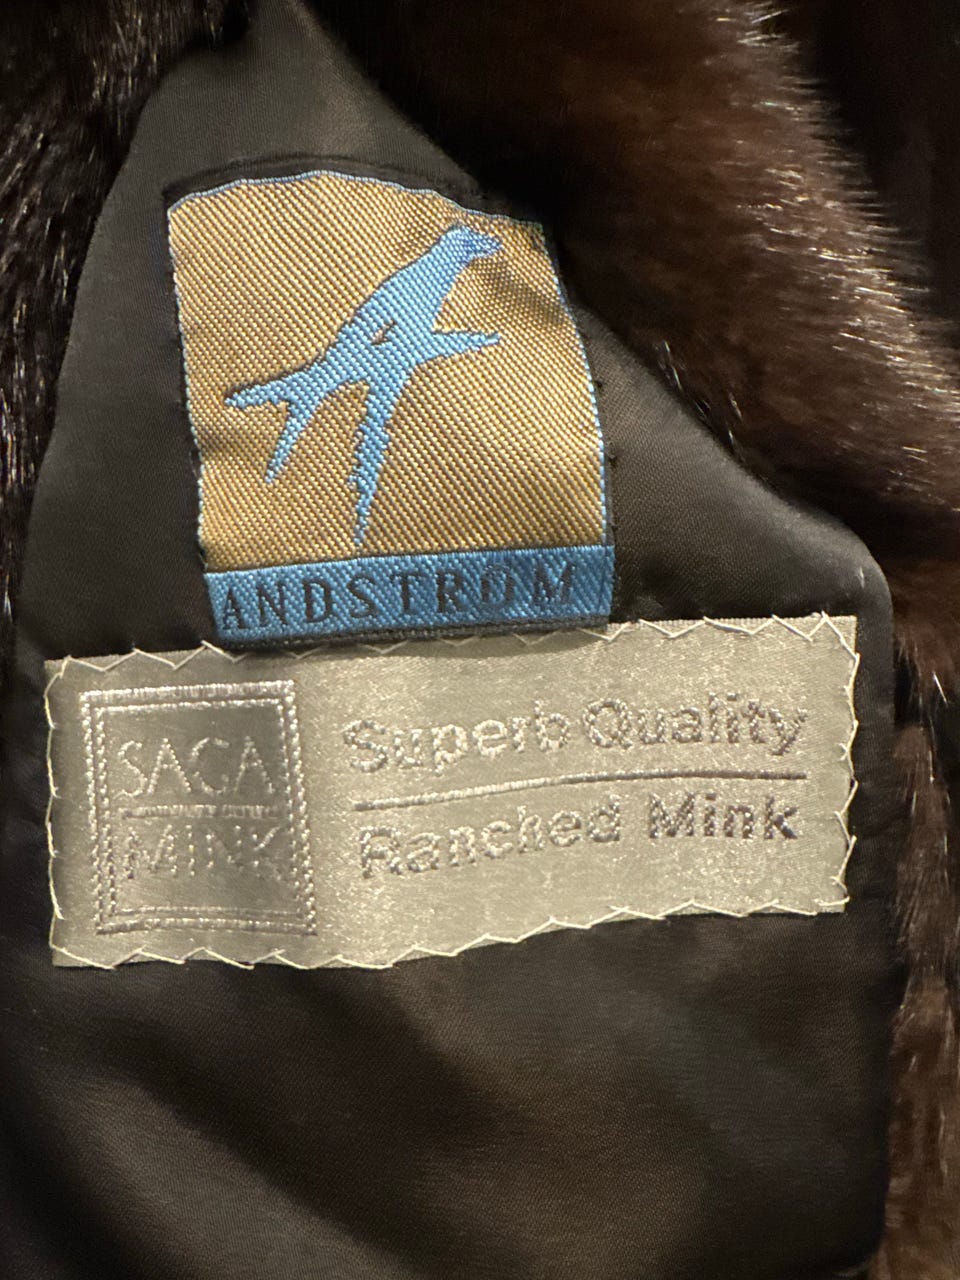 ANDSTROM
SAGA
MINK
Superb Quality
Ranched Mink